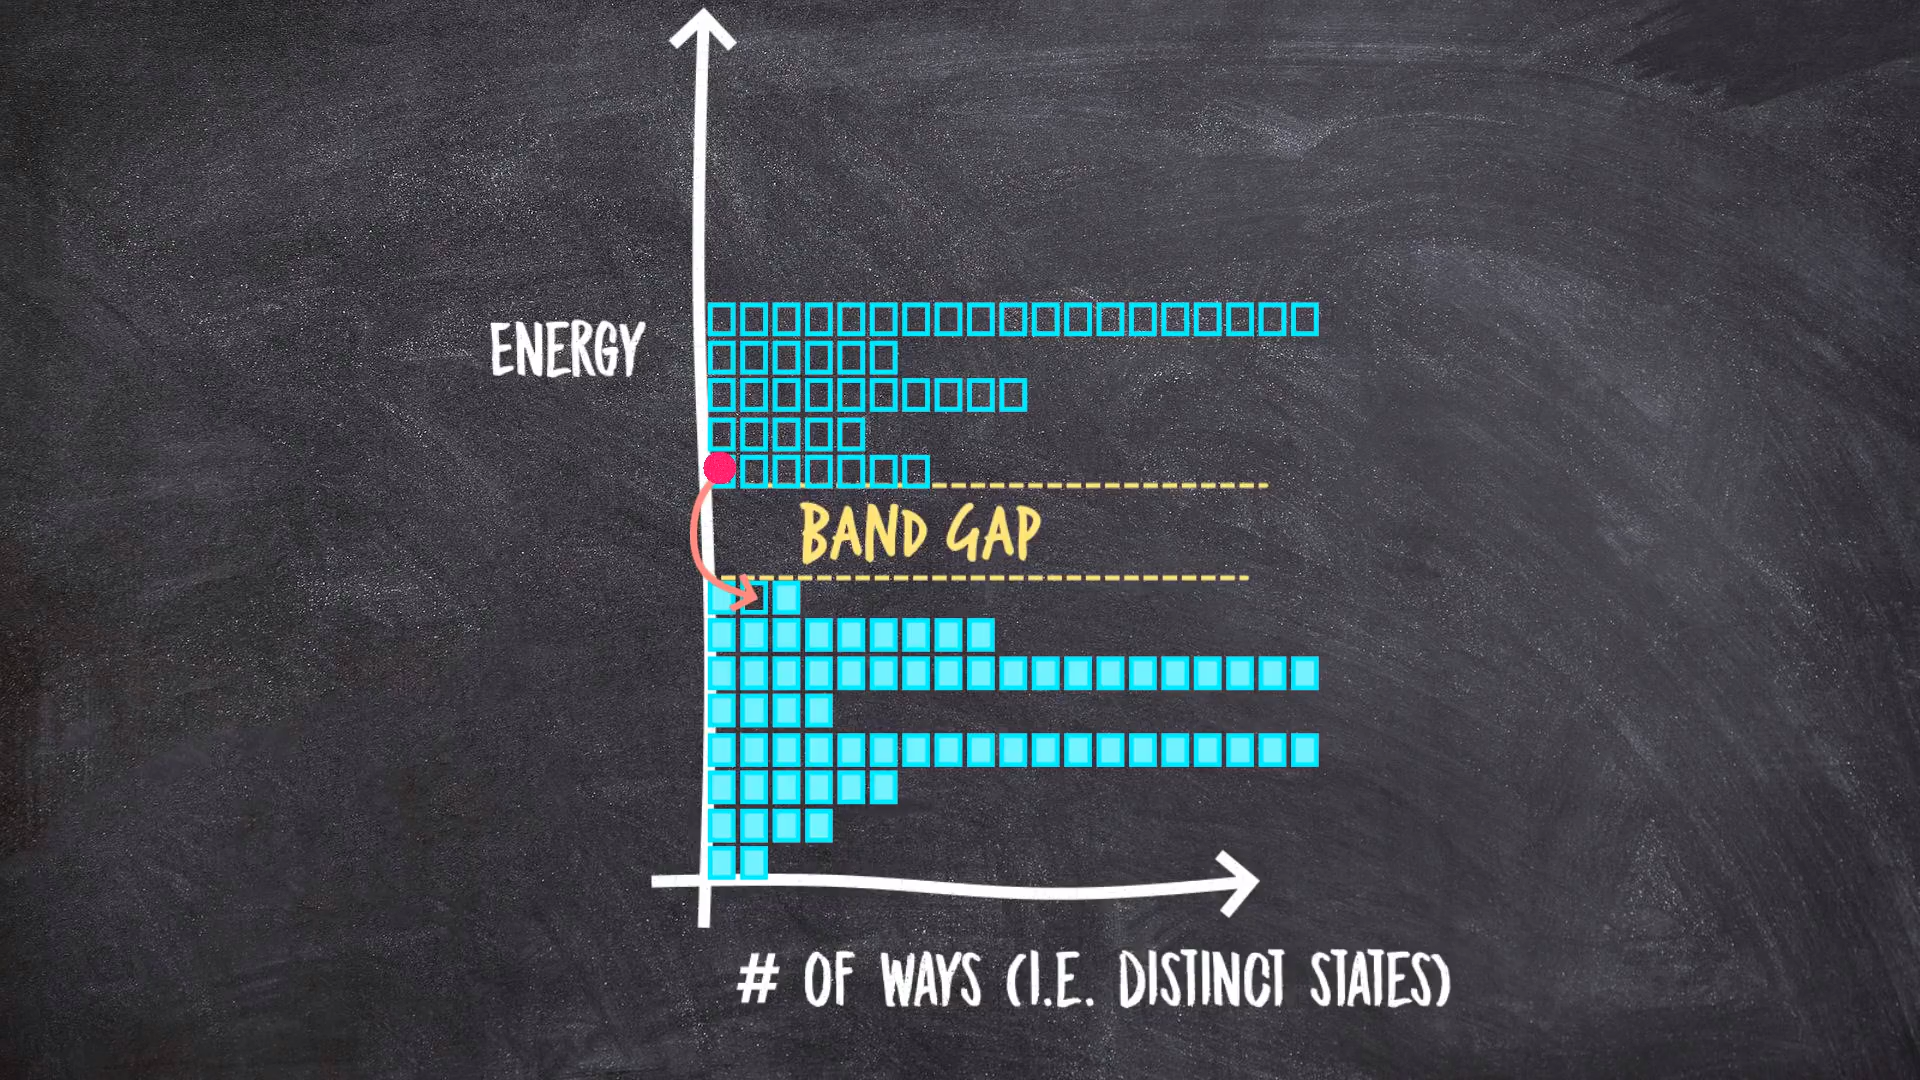 ENERGY
BAND GAP
# OF WAYS (I.E. DISTINCT STATES)